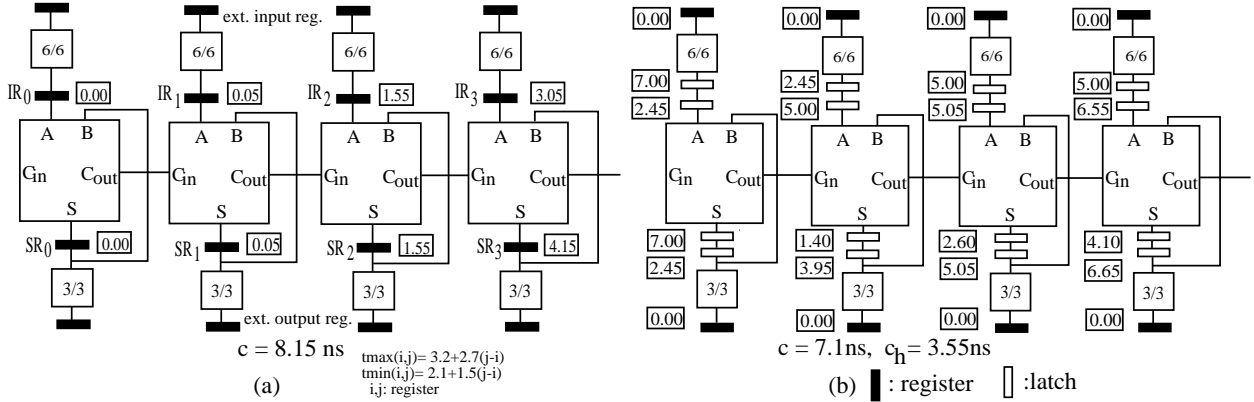 ext. input reg.
6/6 6/6 6/6 6/6
IR0 0.00 IR1 0.05 IR2 1.55 IR3 3.05
A B A B A B A B
Cin Cout Cin Cout Cin Cout Cin Cout
S S S S
SR0 0.00 SR1 0.05 SR2 1.55 SR3 4.15
3/3 3/3 3/3 3/3
ext. output reg.
c = 8.15 ns
tmax(i,j)= 3.2+2.7(j-i)
tmin(i,j)= 2.1+1.5(j-i)
i,j: register
(a)
0.00 0.00 0.00 0.00
6/6 6/6 6/6 6/6
7.00 2.45 5.00 5.00
2.45 5.00 5.05 6.55
A B A B A B A B
Cin Cout Cin Cout Cin Cout Cin Cout
S S S S
7.00 1.40 2.60 4.10
2.45 3.95 5.05 6.65
3/3 3/3 3/3 3/3
0.00 0.00 0.00 0.00
c = 7.1ns, ch= 3.55ns
(b) : register :latch